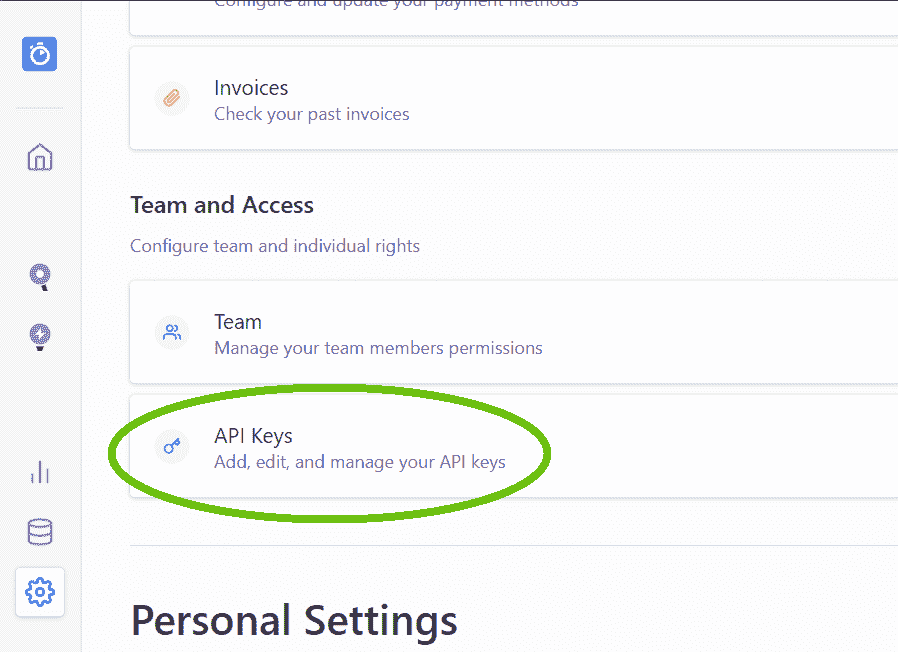 Configure and update your payment methods
Invoices
Check your past invoices
Team and Access
Configure team and individual rights
Team
Manage your team members permissions
API Keys
Add, edit, and manage your API keys
Personal Settings